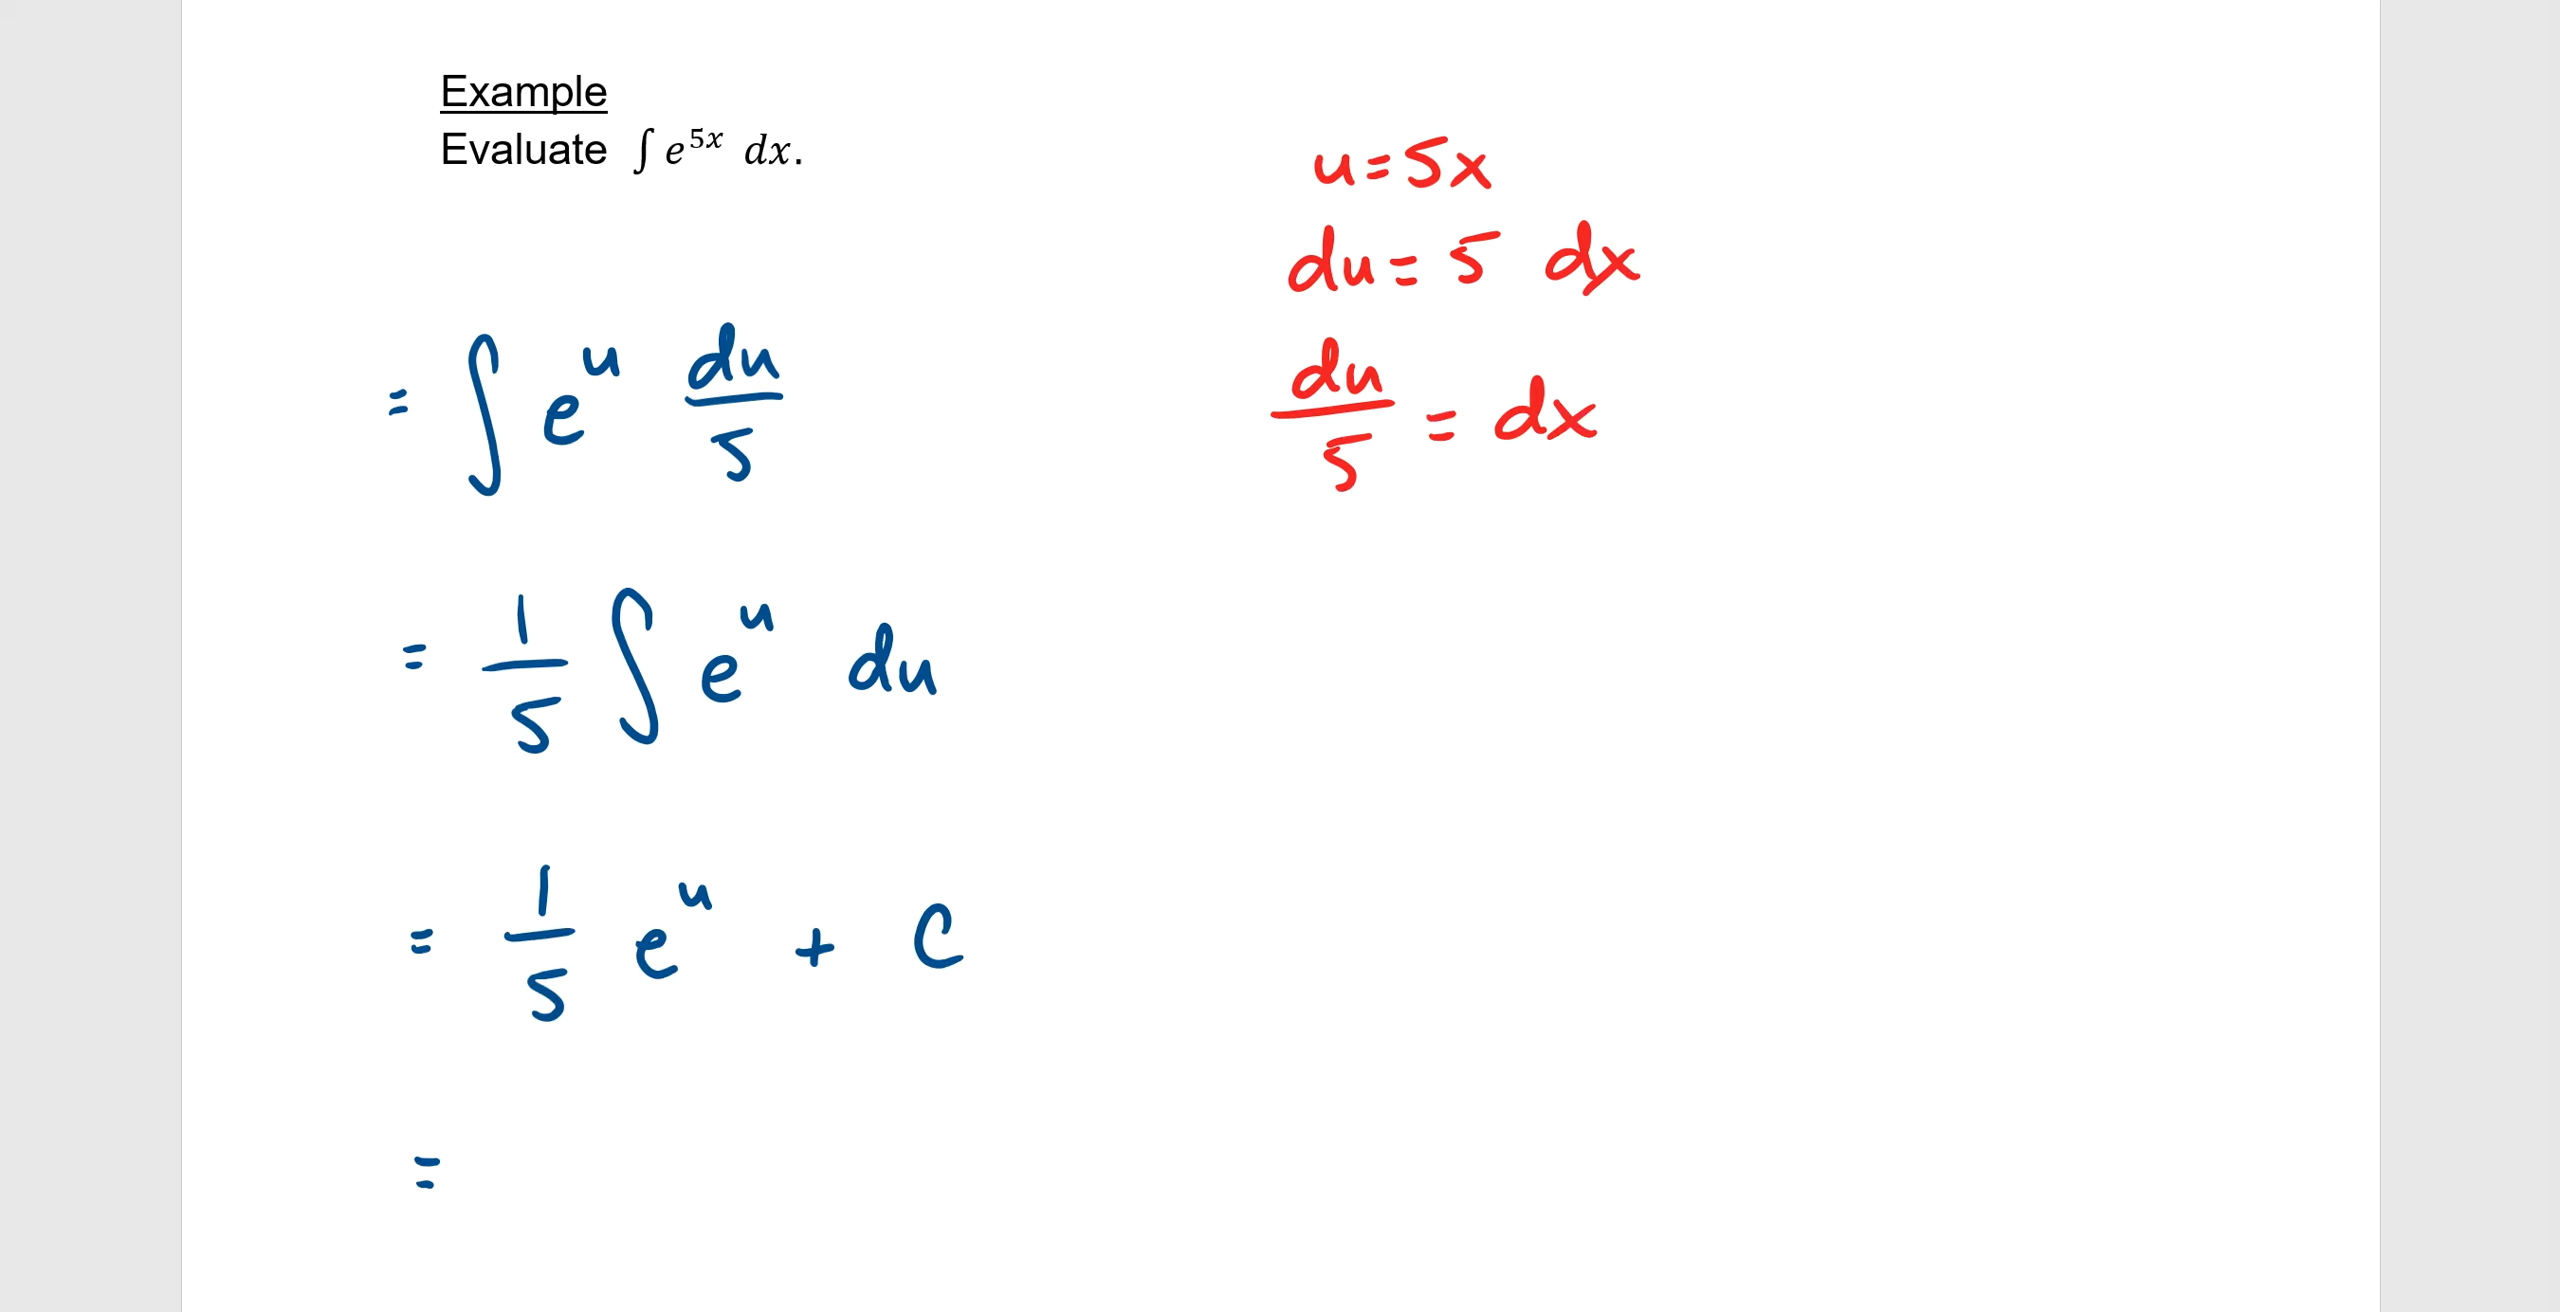 Example
Evaluate ∫ e^{5x} dx.
u = 5x
du = 5 dx
du/5 = dx
= ∫ e^u du/5
= 1/5 ∫ e^u du
= 1/5 e^u + C
=